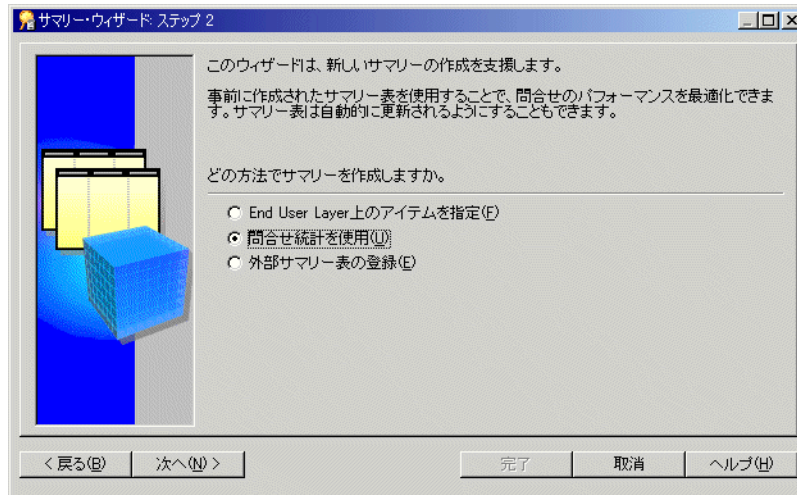 サマリー・ウィザード: ステップ 2
このウィザードは、新しいサマリーの作成を支援します。
事前に作成されたサマリー表を使用することで、問合せのパフォーマンスを最適化できま
す。サマリー表は自動的に更新されるようにすることもできます。
どの方法でサマリーを作成しますか。
End User Layer上のアイテムを指定(F)
問合せ統計を使用(U)
外部サマリー表の登録(E)
< 戻る(B)
次へ(N) >
完了
取消
ヘルプ(H)